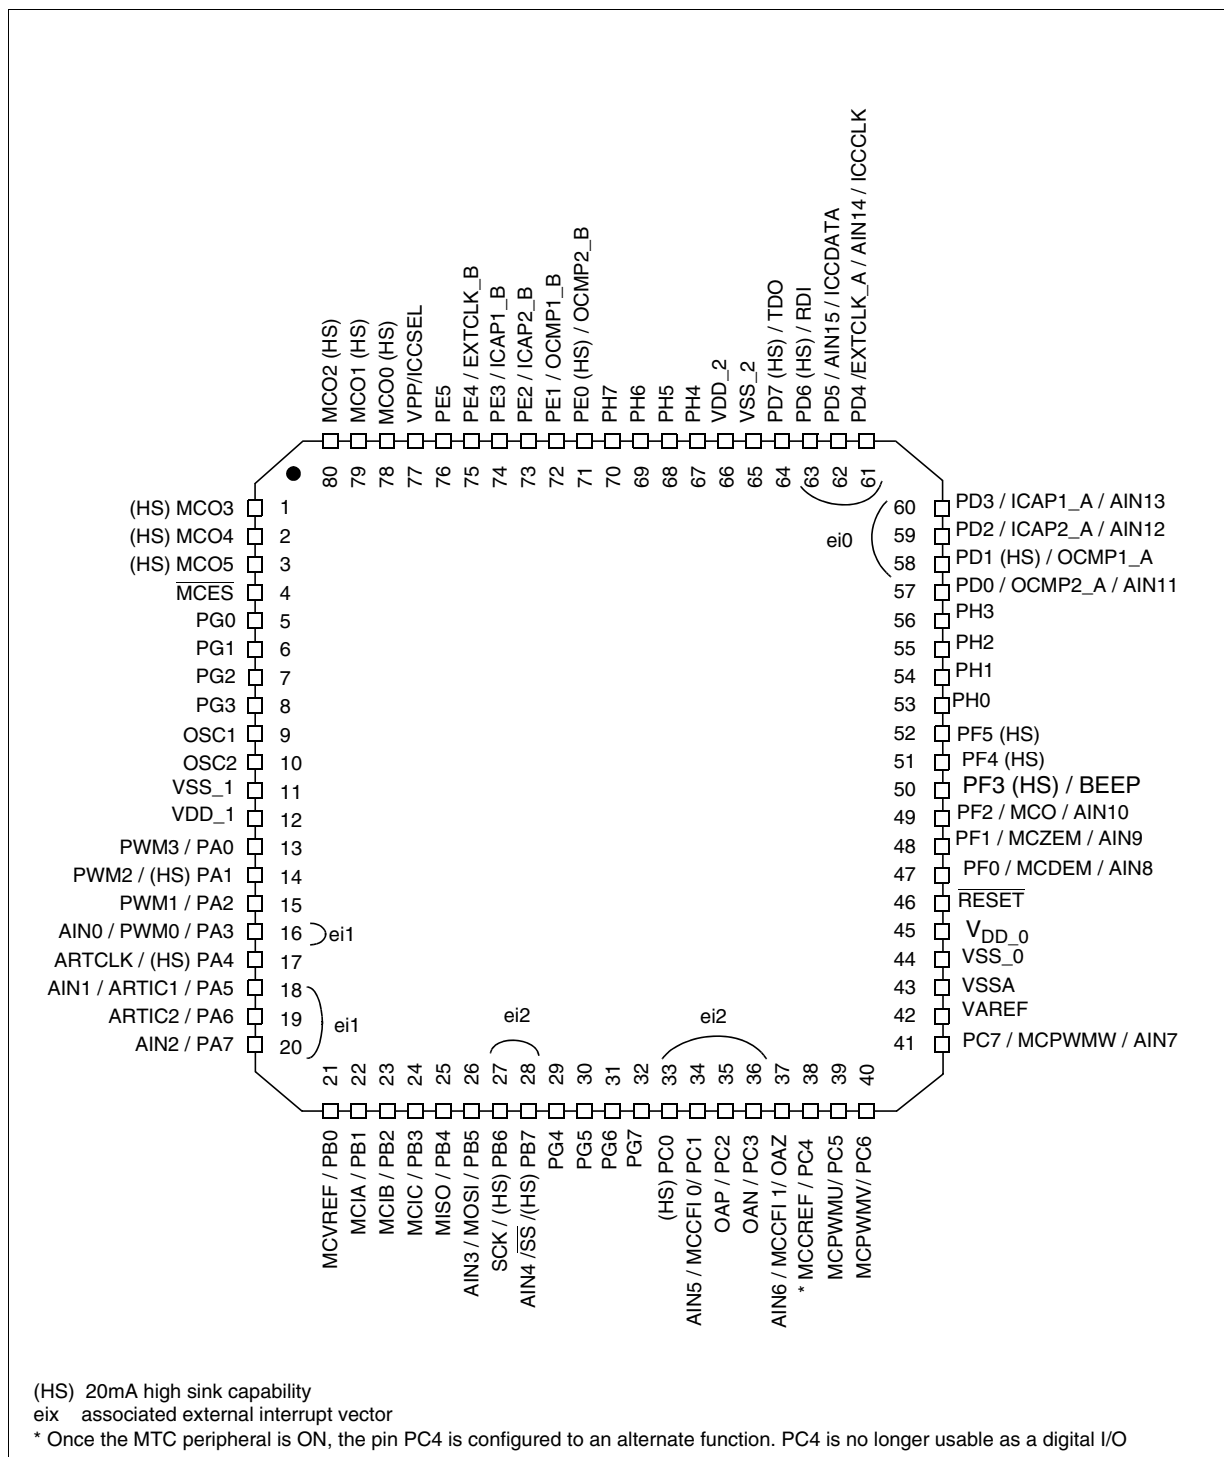 MCO2 (HS)
MCO1 (HS)
MCO0 (HS)
VPP/ICCSEL
PE5
PE4 / EXTCLK_B
PE3 / ICAP1_B
PE2 / ICAP2_B
PE1 / OCMP1_B
PE0 (HS) / OCMP2_B
PH7
PH6
PH5
PH4
VDD_2
VSS_2
PD7 (HS) / TDO
PD6 (HS) / RDI
PD5 / AIN15 / ICCDATA
PD4 /EXTCLK_A / AIN14 / ICCCLK
80 79 78 77 76 75 74 73 72 71 70 69 68 67 66 65 64 63 62 61
(HS) MCO3 1
(HS) MCO4 2
(HS) MCO5 3
MCES 4
PG0 5
PG1 6
PG2 7
PG3 8
OSC1 9
OSC2 10
VSS_1 11
VDD_1 12
PWM3 / PA0 13
PWM2 / (HS) PA1 14
PWM1 / PA2 15
AIN0 / PWM0 / PA3 16 ei1
ARTCLK / (HS) PA4 17
AIN1 / ARTIC1 / PA5 18
ARTIC2 / PA6 19
ei1
AIN2 / PA7 20
60 PD3 / ICAP1_A / AIN13
59 PD2 / ICAP2_A / AIN12
ei0
58 PD1 (HS) / OCMP1_A
57 PD0 / OCMP2_A / AIN11
56 PH3
55 PH2
54 PH1
53 PH0
52 PF5 (HS)
51 PF4 (HS)
50 PF3 (HS) / BEEP
49 PF2 / MCO / AIN10
48 PF1 / MCZEM / AIN9
47 PF0 / MCDEM / AIN8
46 RESET
45 VDD_0
44 VSS_0
43 VSSA
42 VAREF
41 PC7 / MCPWMW / AIN7
ei2
ei2
21 22 23 24 25 26 27 28 29 30 31 32 33 34 35 36 37 38 39 40
MCVREF / PB0
MCIA / PB1
MCIB / PB2
MCIC / PB3
MISO / PB4
AIN3 / MOSI / PB5
SCK / (HS) PB6
AIN4 /SS /(HS) PB7
PG4
PG5
PG6
PG7
(HS) PC0
AIN5 / MCCFI 0/ PC1
OAP / PC2
OAN / PC3
AIN6 / MCCFI 1/ OAZ
* MCCREF / PC4
MCPWMU/ PC5
MCPWMV/ PC6
(HS) 20mA high sink capability
eix associated external interrupt vector
* Once the MTC peripheral is ON, the pin PC4 is configured to an alternate function. PC4 is no longer usable as a digital I/O